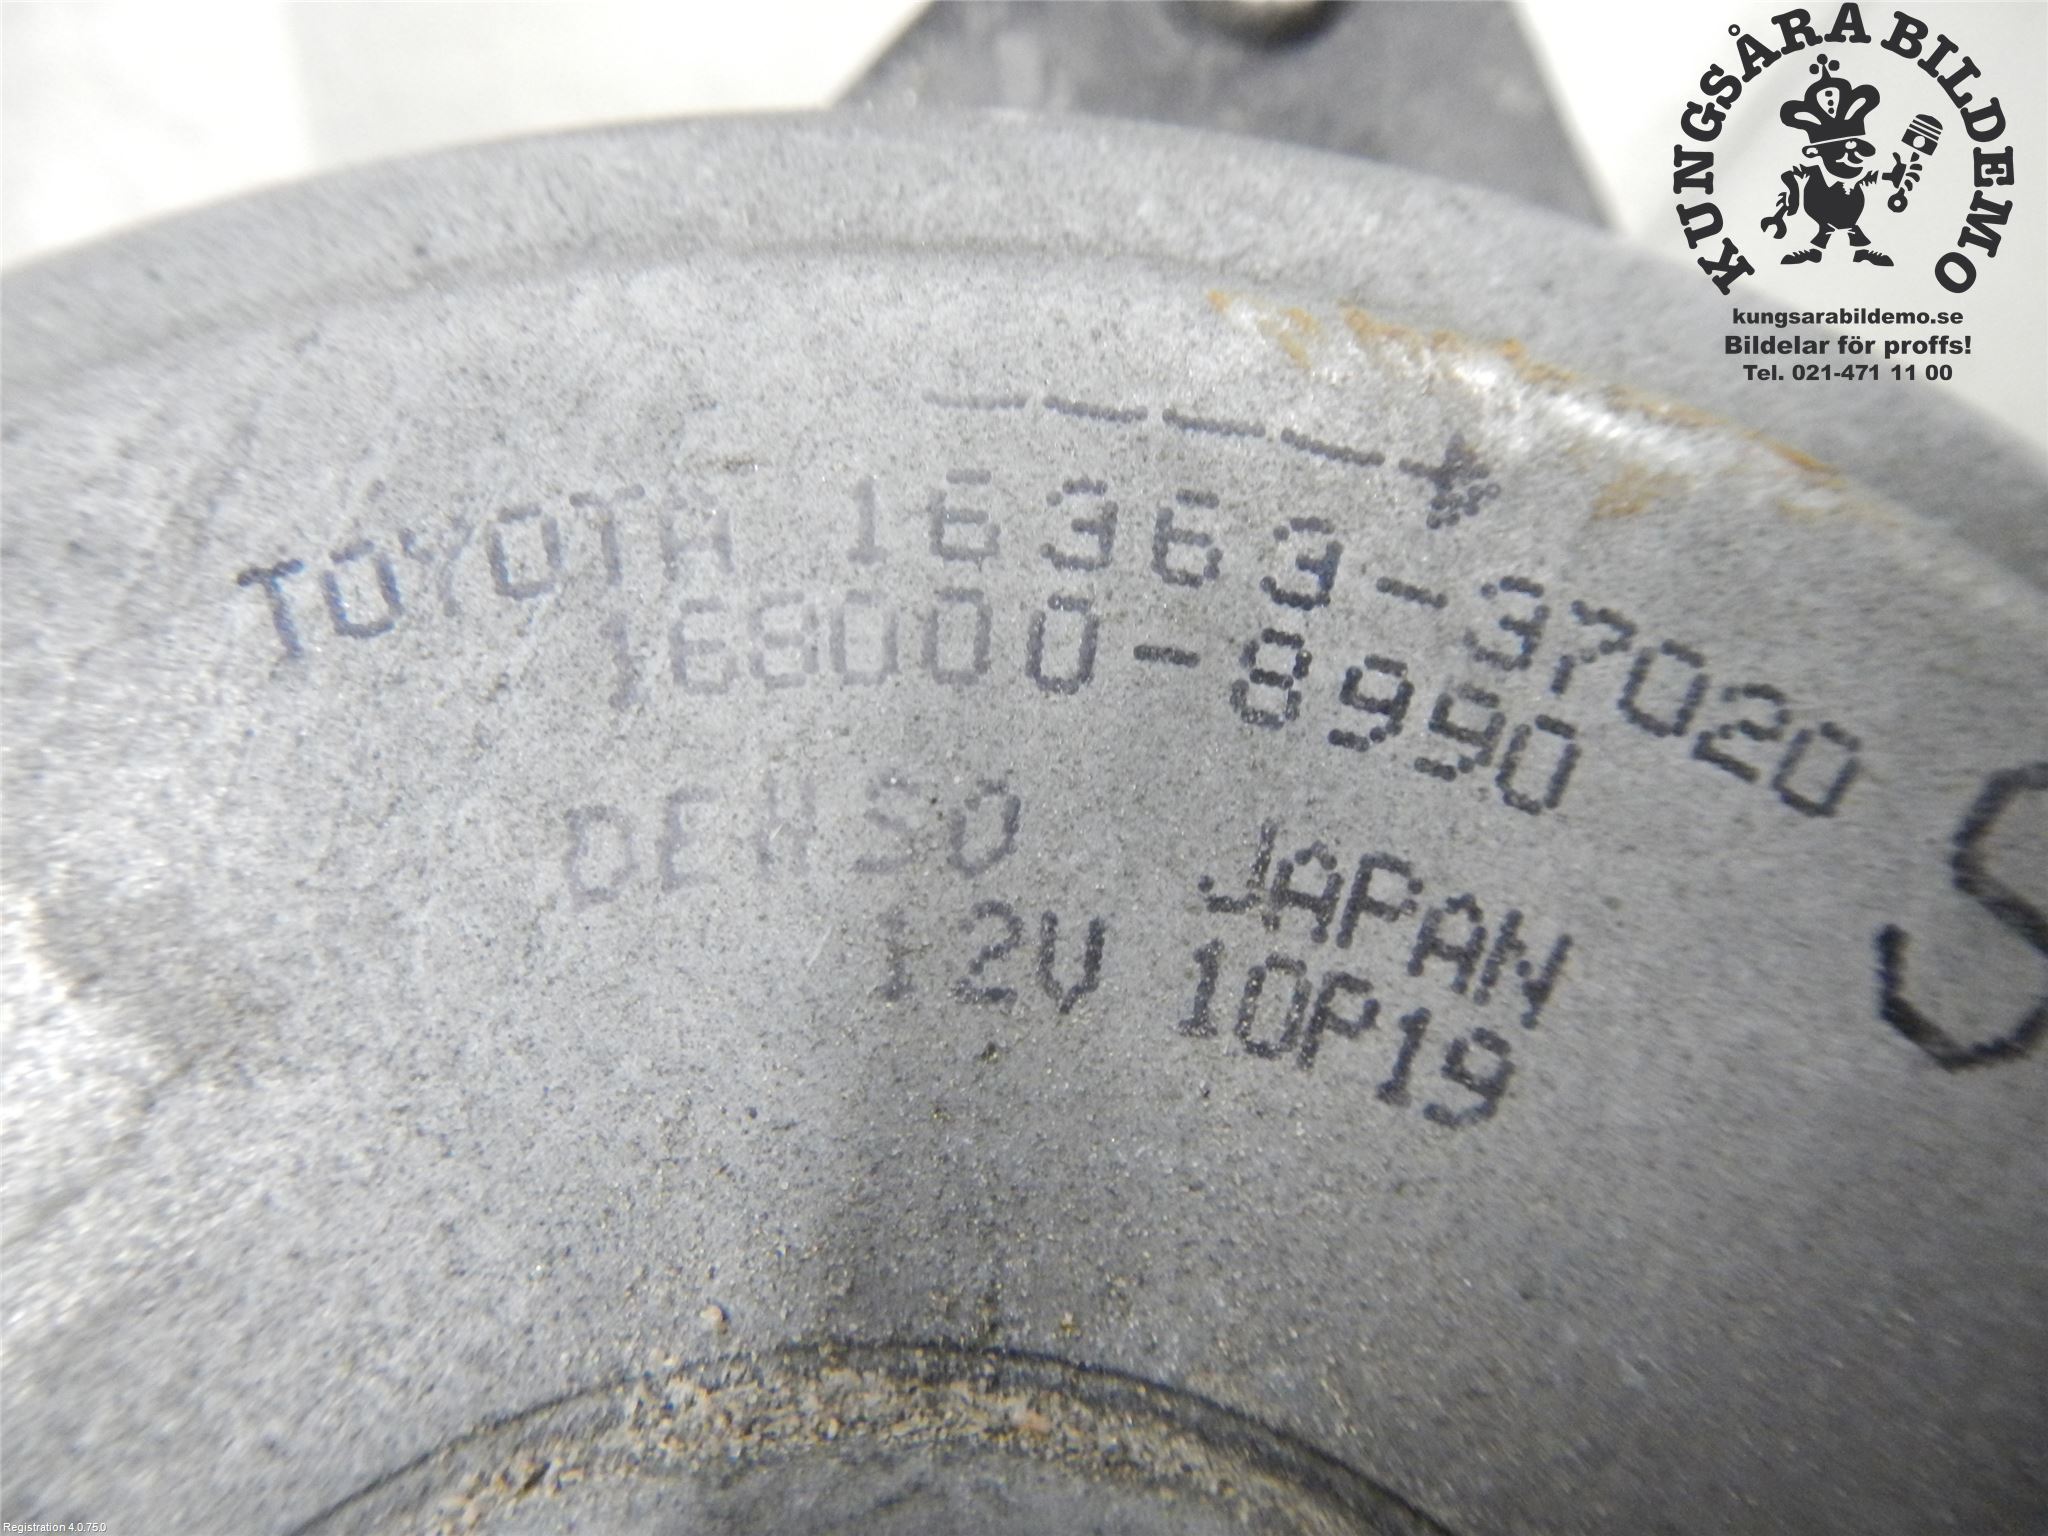 KUNGSÅRA BILDEMO
kungsarabildemo.se
Bildelar för proffs!
Tel. 021-471 11 00
TOYOTA 16363-37020
168000-8990
DENSO JAPAN
12V 10P19
S
Registration 4.0.75.0